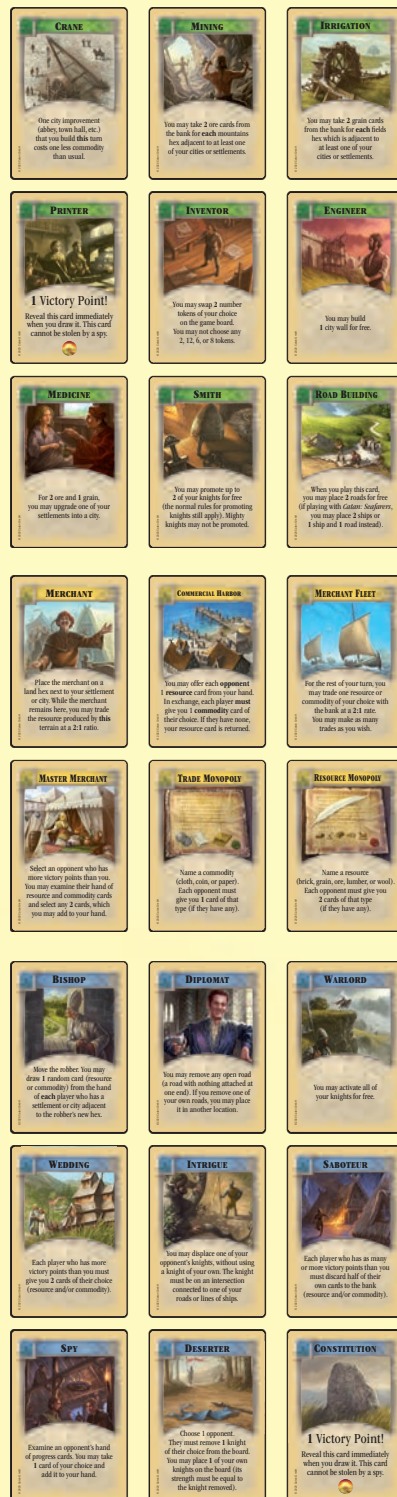 CRANE
One city improvement
(abbey, town hall, etc.)
that you build this turn
costs one less commodity
than usual.
MINING
You may take 2 ore cards from
the bank for each mountains
hex adjacent to at least one
of your cities or settlements.
IRRIGATION
You may take 2 grain cards
from the bank for each fields
hex which is adjacent to
at least one of your
cities or settlements.
PRINTER
1 Victory Point!
Reveal this card immediately
when you draw it. This card
cannot be stolen by a spy.
INVENTOR
You may swap 2 number
tokens of your choice
on the game board.
You may not choose any
2, 12, 6, or 8 tokens.
ENGINEER
You may build
1 city wall for free.
MEDICINE
For 2 ore and 1 grain,
you may upgrade one of your
settlements into a city.
SMITH
You may promote up to
2 of your knights for free
(the normal rules for promoting
knights still apply). Mighty
knights may not be promoted.
ROAD BUILDING
When you play this card,
you may place 2 roads for free
(if playing with Catan: Seafarers,
you may place 2 ships or
1 ship and 1 road instead).
MERCHANT
Place the merchant on a
land hex next to your settlement
or city. While the merchant
remains here, you may trade
the resource produced by this
terrain at a 2:1 ratio.
COMMERCIAL HARBOR
You may offer each opponent
1 resource card from your hand.
In exchange, each player must
give you 1 commodity card of
their choice. If they have none,
your resource card is returned.
MERCHANT FLEET
For the rest of your turn, you
may trade one resource or
commodity of your choice with
the bank at a 2:1 rate.
You may make as many
trades as you wish.
MASTER MERCHANT
Select an opponent who has
more victory points than you.
You may examine their hand of
resource and commodity cards
and select any 2 cards, which
you may add to your hand.
TRADE MONOPOLY
Name a commodity
(cloth, coin, or paper).
Each opponent must
give you 1 card of that
type (if they have any).
RESOURCE MONOPOLY
Name a resource
(brick, grain, ore, lumber, or wool).
Each opponent must give you
2 cards of that type
(if they have any).
BISHOP
Move the robber. You may
draw 1 random card (resource
or commodity) from the hand
of each player who has a
settlement or city adjacent
to the robber's new hex.
DIPLOMAT
You may remove any open road
(a road with nothing attached at
one end). If you remove one of
your own roads, you may place
it in another location.
WARLORD
You may activate all of
your knights for free.
WEDDING
Each player who has more
victory points than you must
give you 2 cards of their choice
(resource and/or commodity).
INTRIGUE
You may displace one of your
opponent's knights, without using
a knight of your own. The knight
must be on an intersection
connected to one of your
roads or lines of ships.
SABOTEUR
Each player who has as many
or more victory points than you
must discard half of their
own cards to the bank
(resource and/or commodity).
SPY
Examine an opponent's hand
of progress cards. You may take
1 card of your choice and
add it to your hand.
DESERTER
Choose 1 opponent.
They must remove 1 knight
of their choice from the board.
You may place 1 of your own
knights on the board (its
strength must be equal to
the knight removed).
CONSTITUTION
1 Victory Point!
Reveal this card immediately
when you draw it. This card
cannot be stolen by a spy.